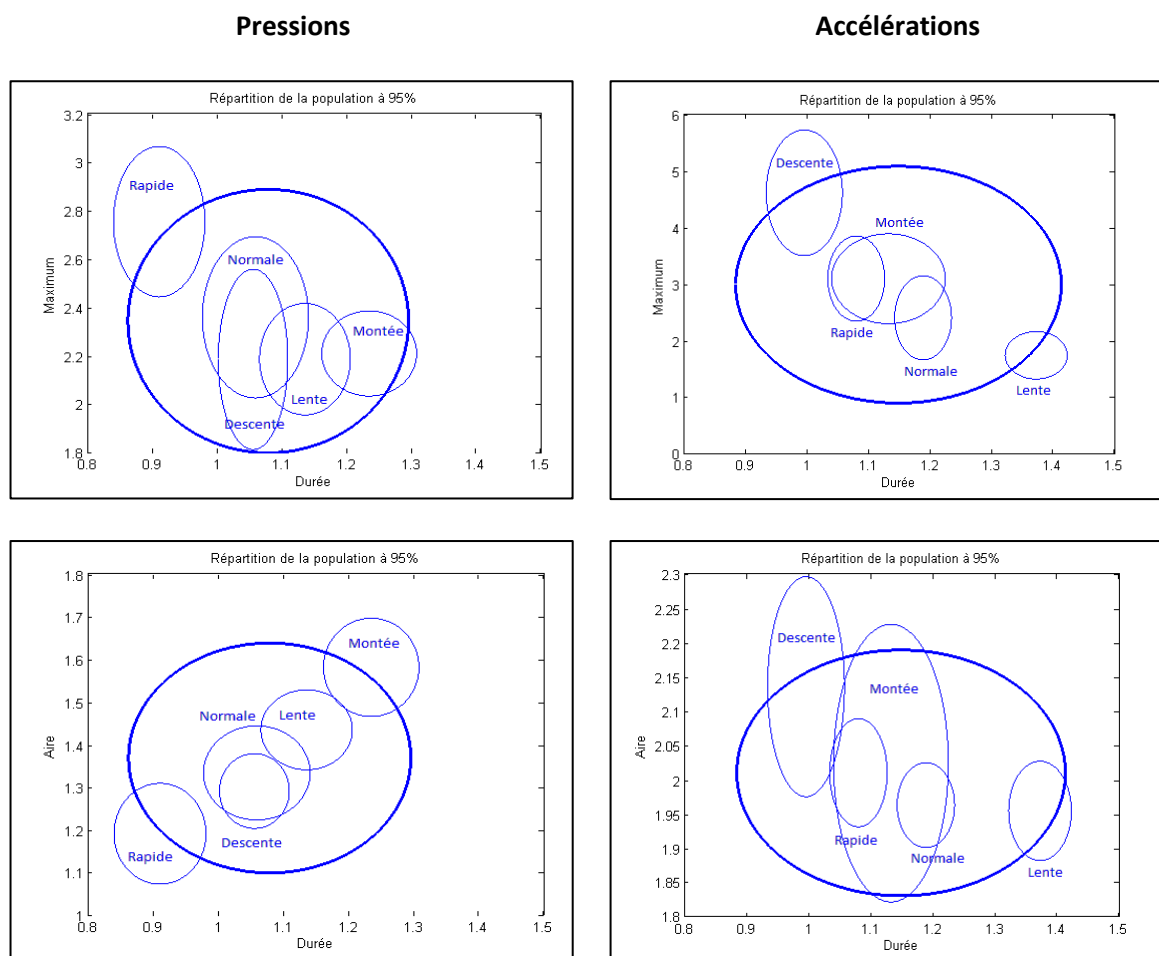 Pressions
Accélérations
Répartition de la population à 95%
3.2
3
2.8
2.6
2.4
2.2
2
1.8
Maximum
Rapide
Normale
Montée
Lente
Descente
0.8 0.9 1 1.1 1.2 1.3 1.4 1.5
Durée
Répartition de la population à 95%
6
5
4
3
2
1
0
Maximum
Descente
Montée
Rapide
Normale
Lente
0.8 0.9 1 1.1 1.2 1.3 1.4 1.5
Durée
Répartition de la population à 95%
1.8
1.7
1.6
1.5
1.4
1.3
1.2
1.1
1
Aire
Montée
Normale
Lente
Descente
Rapide
0.8 0.9 1 1.1 1.2 1.3 1.4 1.5
Durée
Répartition de la population à 95%
2.3
2.25
2.2
2.15
2.1
2.05
2
1.95
1.9
1.85
1.8
Aire
Descente
Montée
Rapide
Normale
Lente
0.8 0.9 1 1.1 1.2 1.3 1.4 1.5
Durée